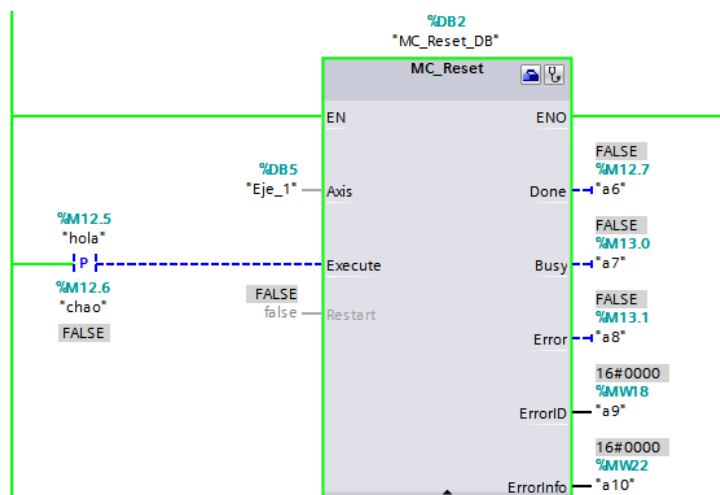 %DB2
"MC_Reset_DB"
MC_Reset
EN
ENO
%DB5
"Eje_1"
Axis
FALSE
%M12.7
Done
"a6"
%M12.5
"hola"
P
%M12.6
"chao"
FALSE
Execute
FALSE
%M13.0
Busy
"a7"
FALSE
false
Restart
FALSE
%M13.1
Error
"a8"
16#0000
%MW18
ErrorID
"a9"
16#0000
%MW22
ErrorInfo
"a10"